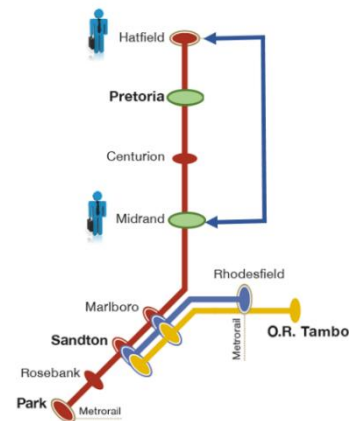 Hatfield
Pretoria
Centurion
Midrand
Rhodesfield
Marlboro
Sandton
O.R. Tambo
Metrorail
Rosebank
Park
Metrorail